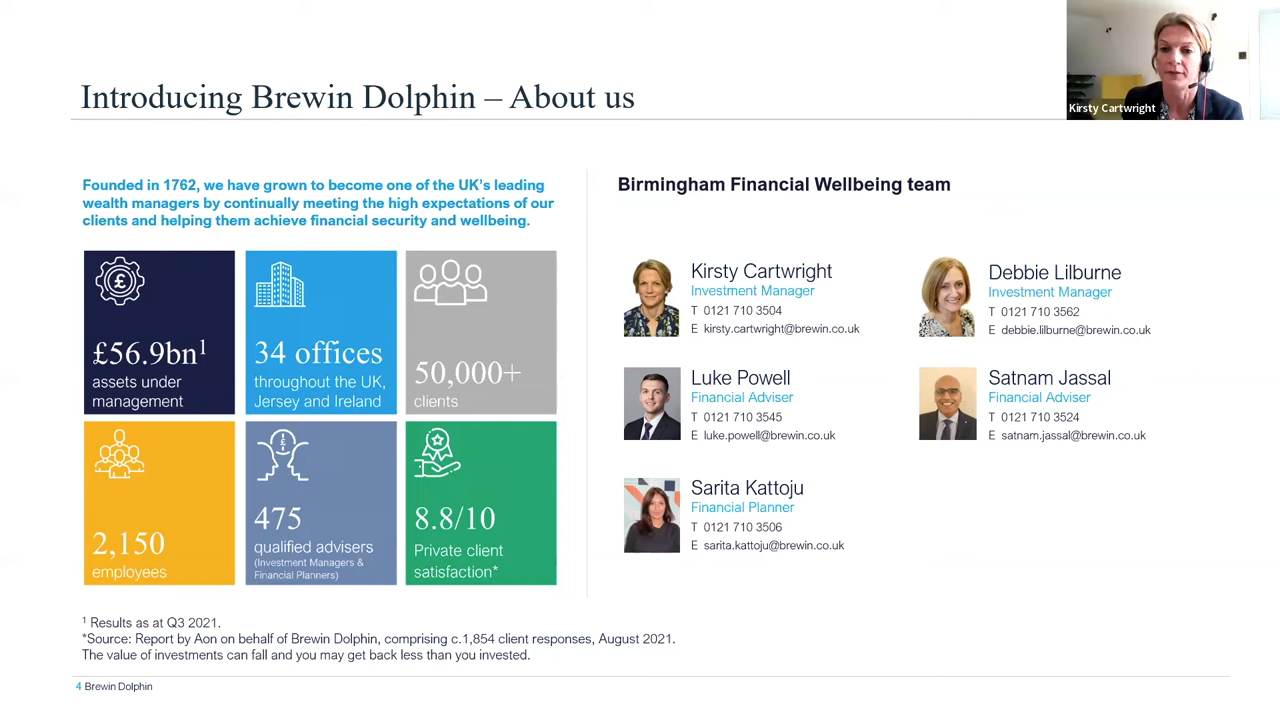 Introducing Brewin Dolphin – About us
Kirsty Cartwright
Founded in 1762, we have grown to become one of the UK's leading
wealth managers by continually meeting the high expectations of our
clients and helping them achieve financial security and wellbeing.
£
£56.9bn¹
assets under
management
34 offices
throughout the UK,
Jersey and Ireland
50,000+
clients
2,150
employees
£
475
qualified advisers
(Investment Managers &
Financial Planners)
8.8/10
Private client
satisfaction*
Birmingham Financial Wellbeing team
Kirsty Cartwright
Investment Manager
T 0121 710 3504
E kirsty.cartwright@brewin.co.uk
Debbie Lilburne
Investment Manager
T 0121 710 3562
E debbie.lilburne@brewin.co.uk
Luke Powell
Financial Adviser
T 0121 710 3545
E luke.powell@brewin.co.uk
Satnam Jassal
Financial Adviser
T 0121 710 3524
E satnam.jassal@brewin.co.uk
Sarita Kattoju
Financial Planner
T 0121 710 3506
E sarita.kattoju@brewin.co.uk
¹ Results as at Q3 2021.
*Source: Report by Aon on behalf of Brewin Dolphin, comprising c.1,854 client responses, August 2021.
The value of investments can fall and you may get back less than you invested.
4 Brewin Dolphin